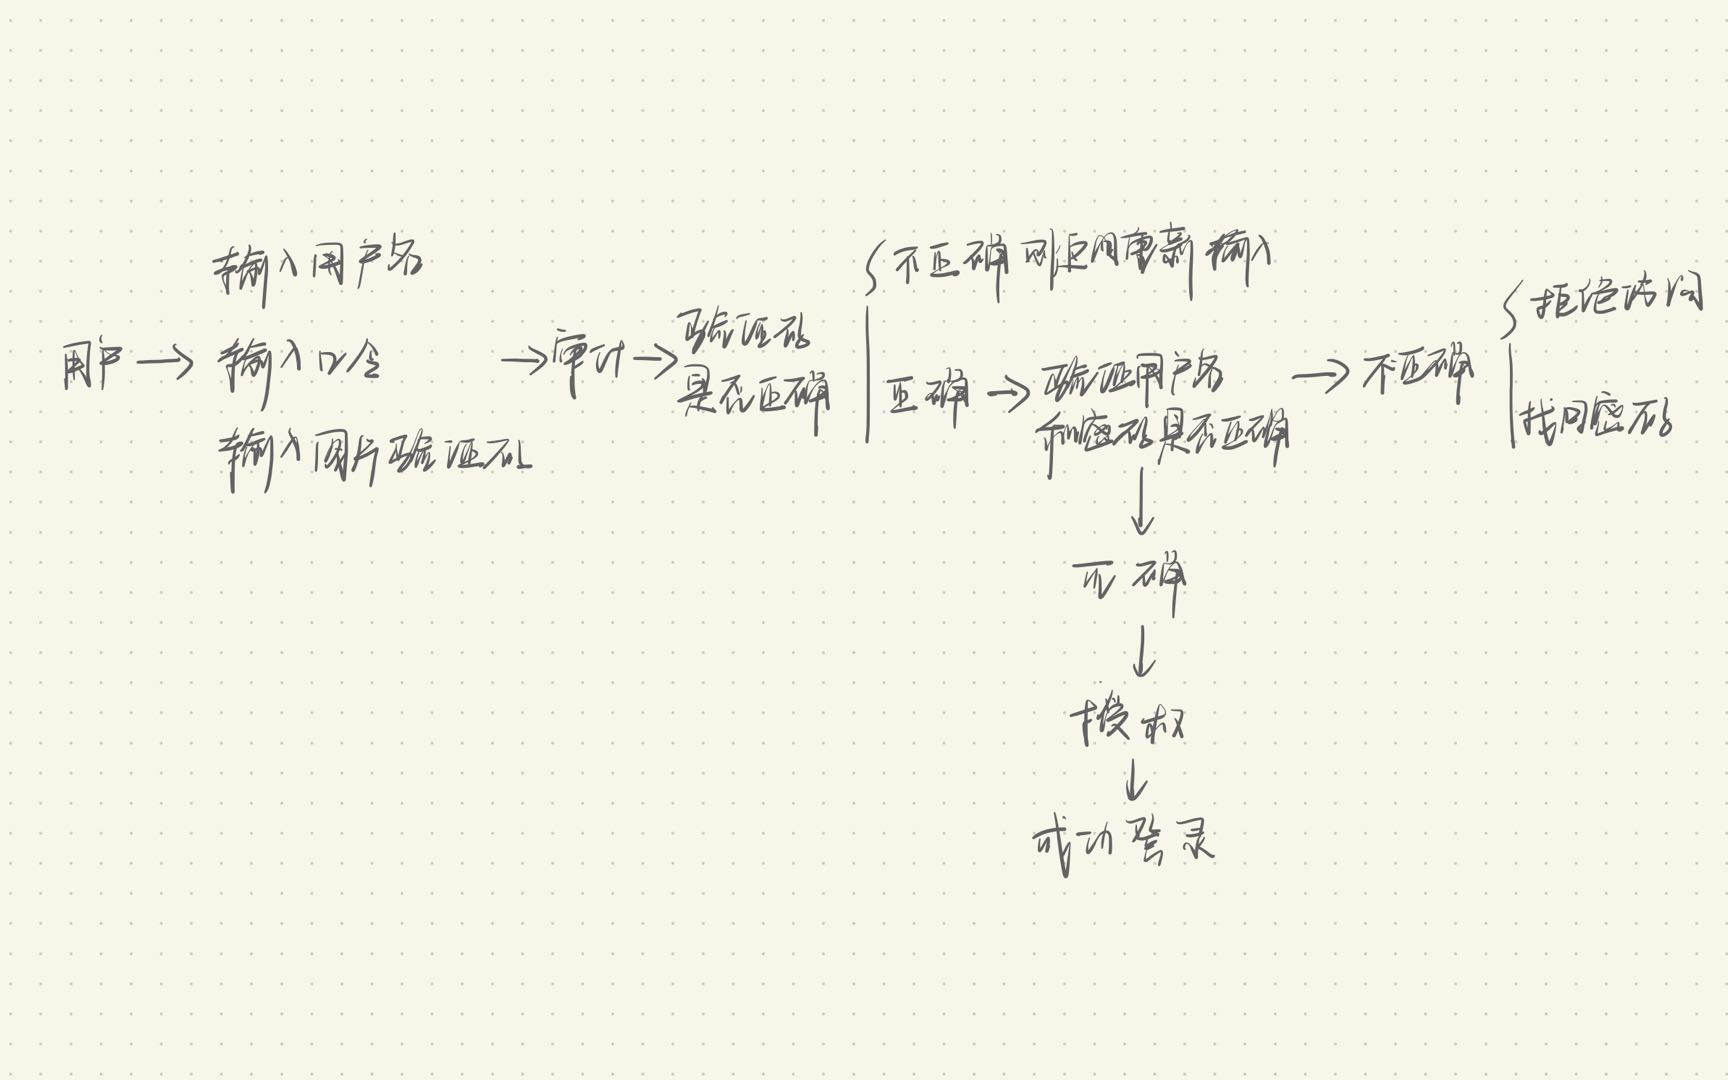 输入用户名
用户→输入口令→审计→验证码是否正确
输入图片验证码
不正确则返回重新输入
正确→验证用户名和密码是否正确→不正确
拒绝访问
找回密码
↓
正确
↓
授权
↓
成功登录